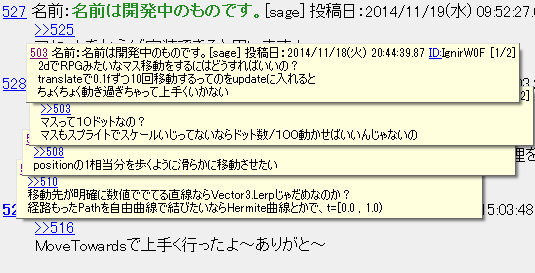 527 名前：名前は開発中のものです。[sage] 投稿日：2014/11/19(水) 09:52:27.0
>>525
503 名前：名前は開発中のものです。[sage] 投稿日：2014/11/18(火) 20:44:39.87 ID:IgnirW0F [1/2]
2dでRPGみたいなマス移動をするにはどうすればいいの？
translateで0.1fずつ10回移動するってのをupdateに入れると
ちょくちょく動き過ぎちゃって上手くいかない
528
2]
>>503
マスって１０ドットなの？
マスもスプライトでスケールいじってないならドット数/１００動かせばいいんじゃないの
>>508
positionの1相当分を歩くように滑らかに移動させたい
を
>>510
移動先が明確に数値ででてる直線ならVector3.Lerpじゃだめなのか？
経路もったPathを自由曲線で結びたいならHermite曲線とかで、t=[0.0 , 1.0)
5
15:03:48
>>516
MoveTowardsで上手く行ったよ～ありがと～